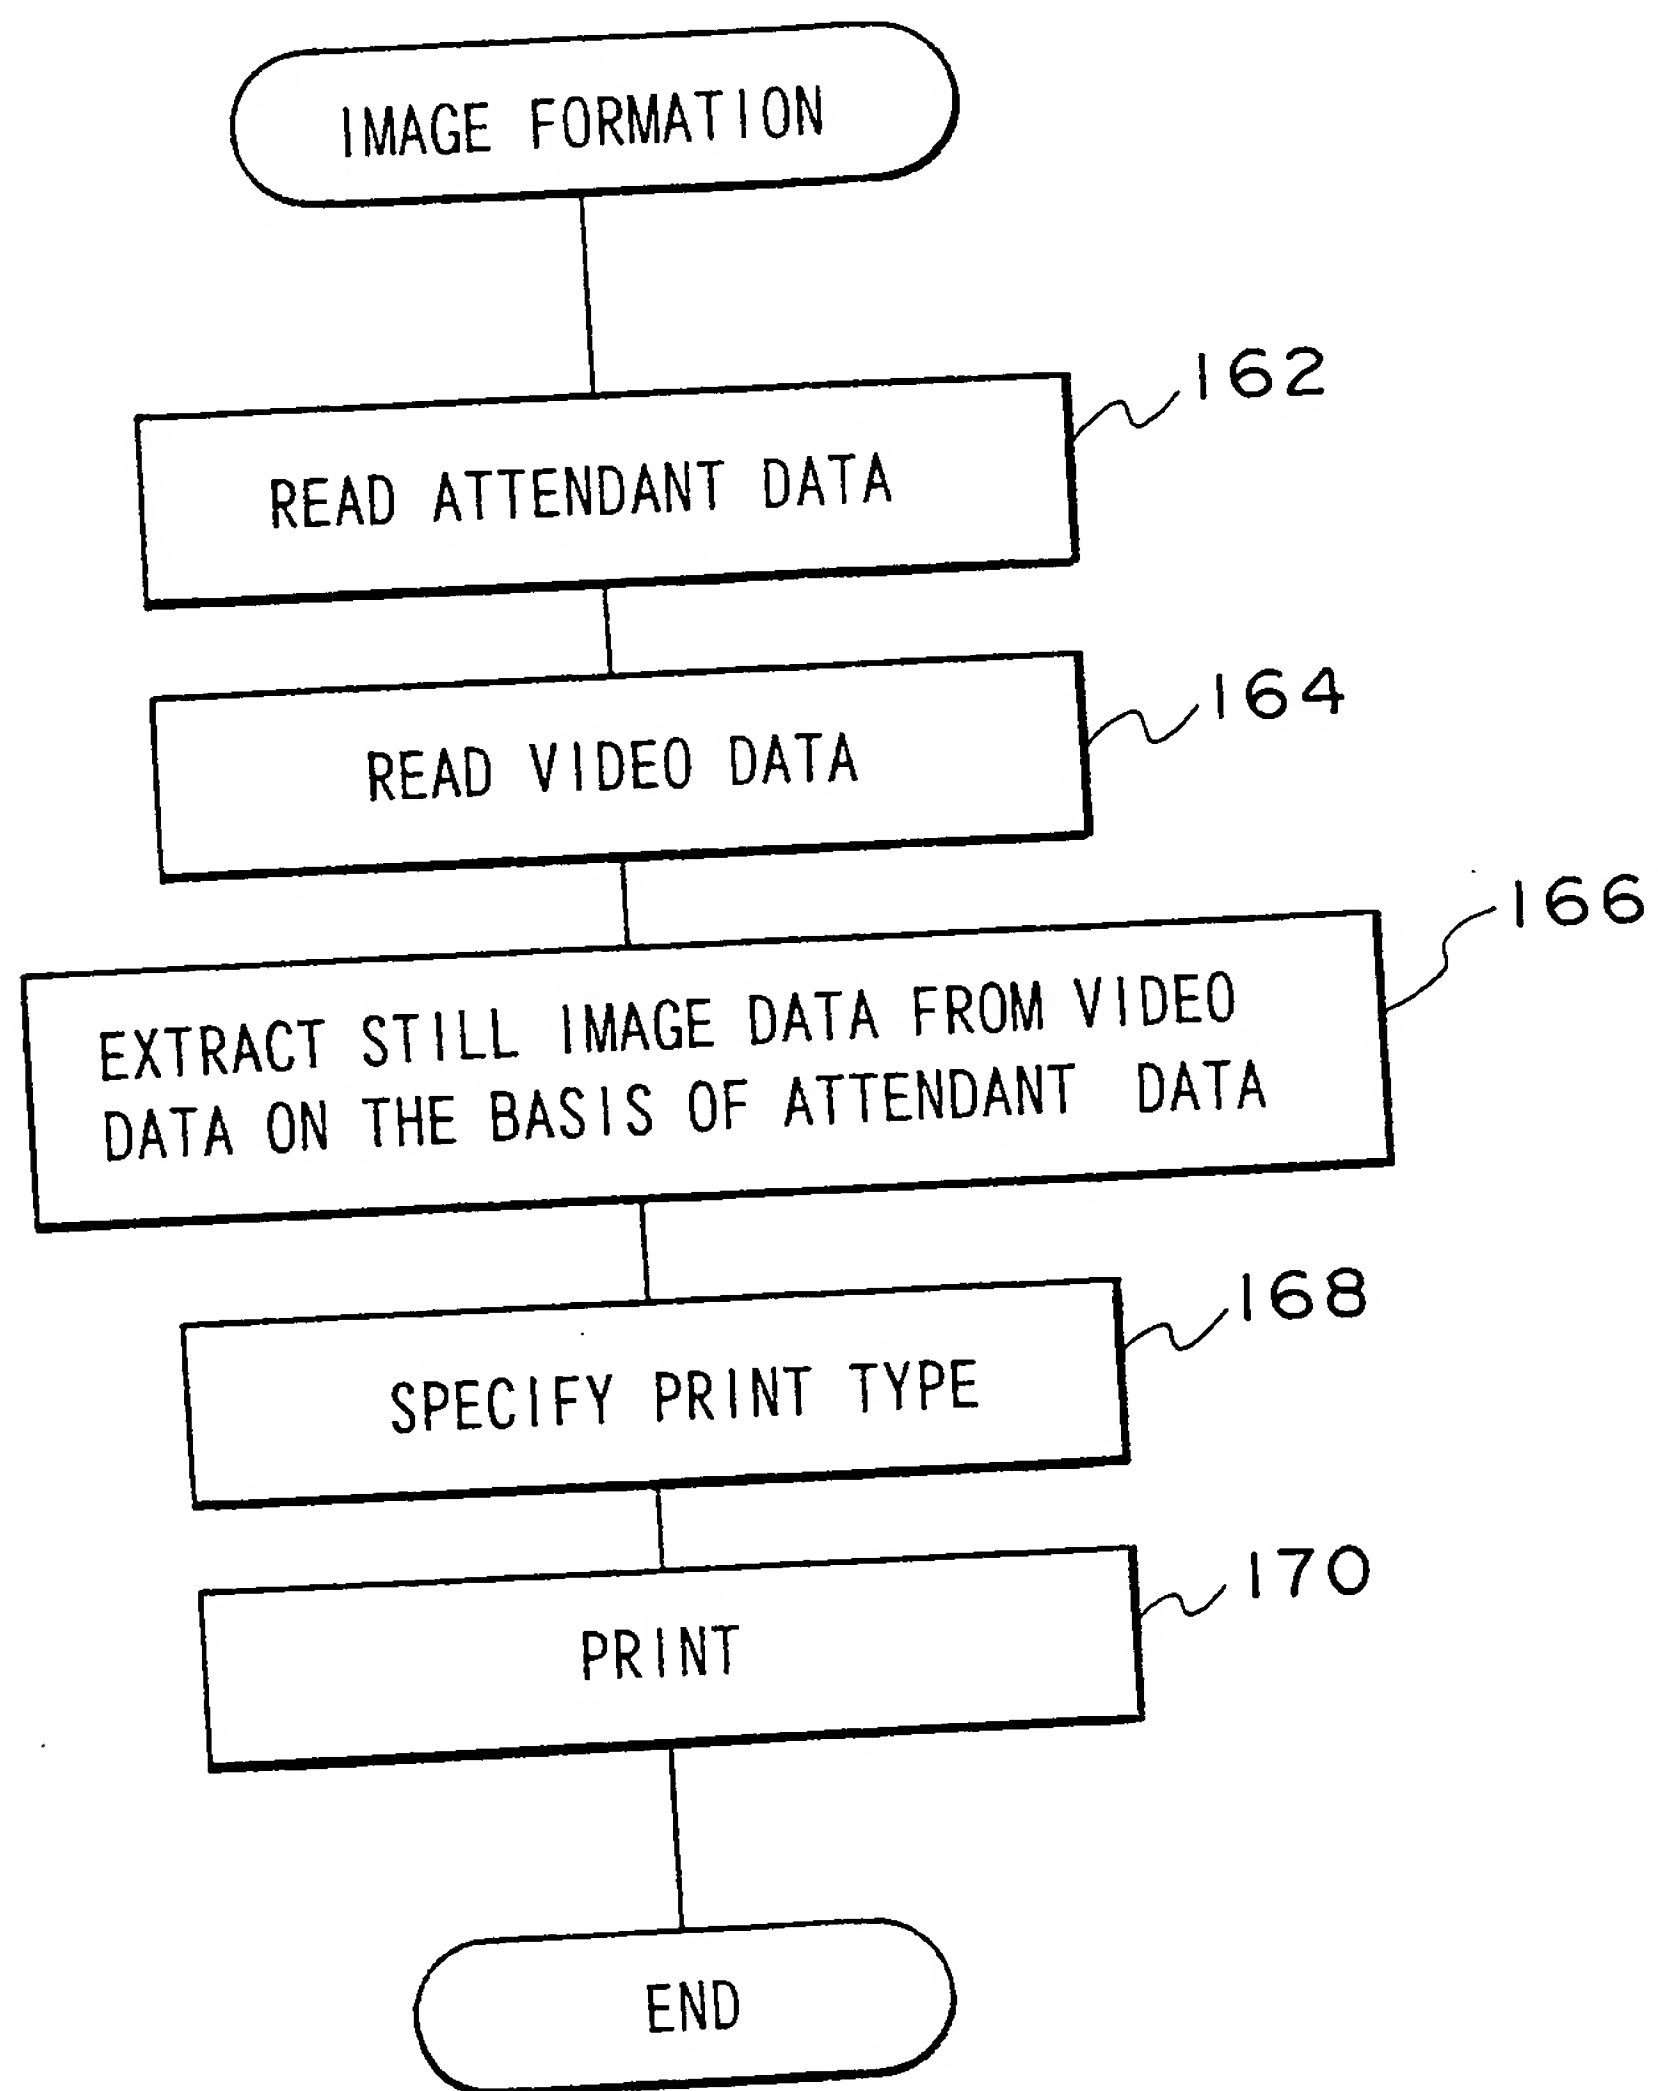 IMAGE FORMATION
162
READ ATTENDANT DATA
164
READ VIDEO DATA
166
EXTRACT STILL IMAGE DATA FROM VIDEO
DATA ON THE BASIS OF ATTENDANT DATA
168
SPECIFY PRINT TYPE
170
PRINT
END